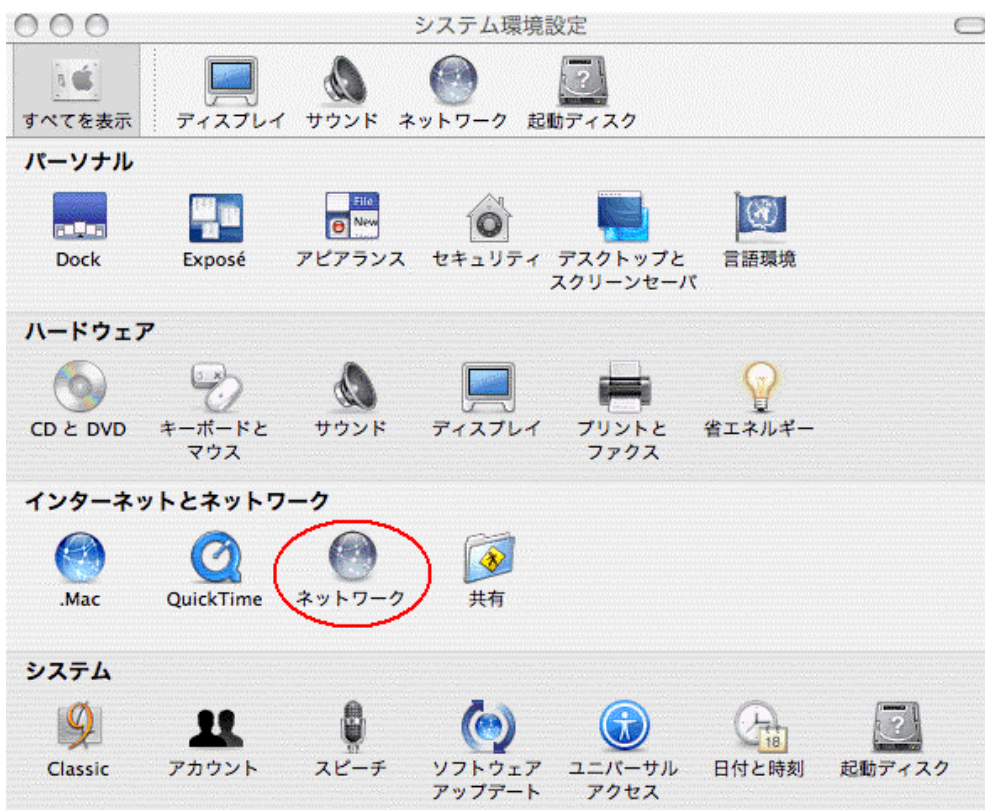 システム環境設定
すべてを表示 ディスプレイ サウンド ネットワーク 起動ディスク
パーソナル
File
New
Dock Exposé アピアランス セキュリティ デスクトップと 言語環境
スクリーンセーバ
ハードウェア
CD と DVD キーボードと サウンド ディスプレイ プリントと 省エネルギー
マウス ファクス
インターネットとネットワーク
.Mac QuickTime ネットワーク 共有
システム
9
?
18
Classic アカウント スピーチ ソフトウェア ユニバーサル 日付と時刻 起動ディスク
アップデート アクセス